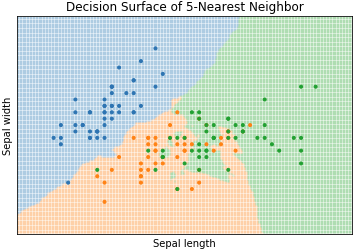 Decision Surface of 5-Nearest Neighbor
Sepal width
Sepal length